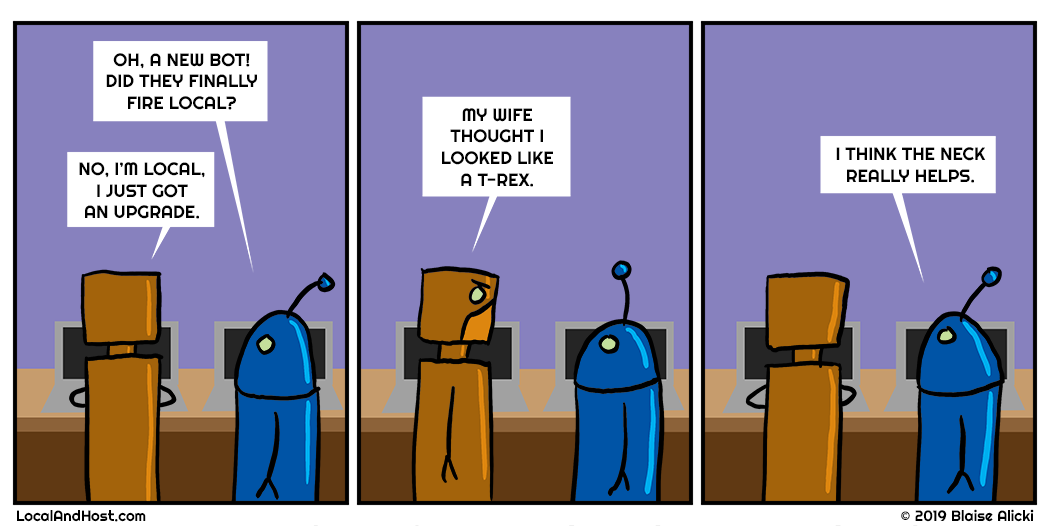 OH, A NEW BOT!
DID THEY FINALLY
FIRE LOCAL?
NO, I'M LOCAL,
I JUST GOT
AN UPGRADE.
MY WIFE
THOUGHT I
LOOKED LIKE
A T-REX.
I THINK THE NECK
REALLY HELPS.
LocalAndHost.com
© 2019 Blaise Alicki